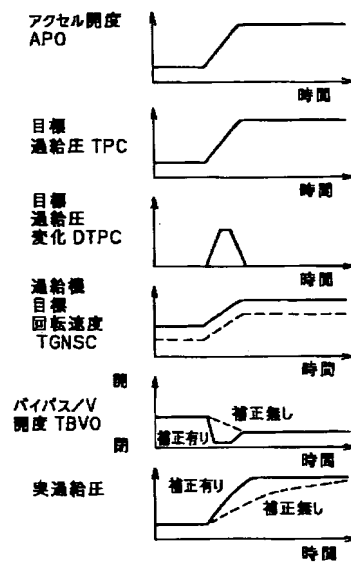 アクセル開度
APO
時間
目標
過給圧 TPC
時間
目標
過給圧
変化 DTPC
時間
過給機
目標
回転速度
TGNSC
時間
開
バイパス/V
開度 TBVO
閉
補正無し
補正有り
時間
実過給圧
補正有り
補正無し
時間